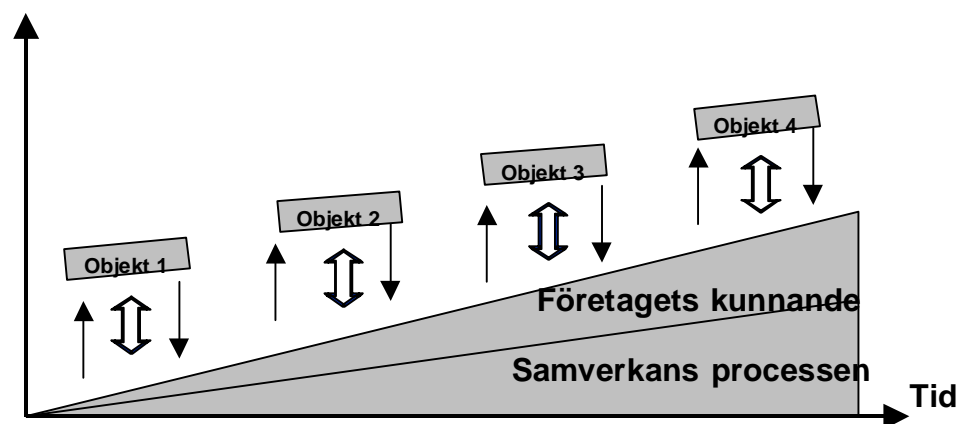 Objekt 4
Objekt 3
Objekt 2
Objekt 1
Företagets kunnande
Samverkans processen
Tid